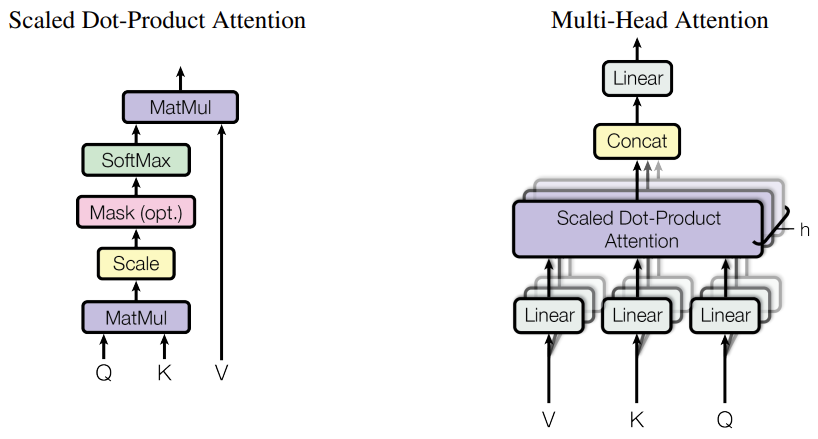 Scaled Dot-Product Attention
MatMul
SoftMax
Mask (opt.)
Scale
MatMul
Q K V
Multi-Head Attention
Linear
Concat
Scaled Dot-Product
Attention
h
Linear Linear Linear
V K Q